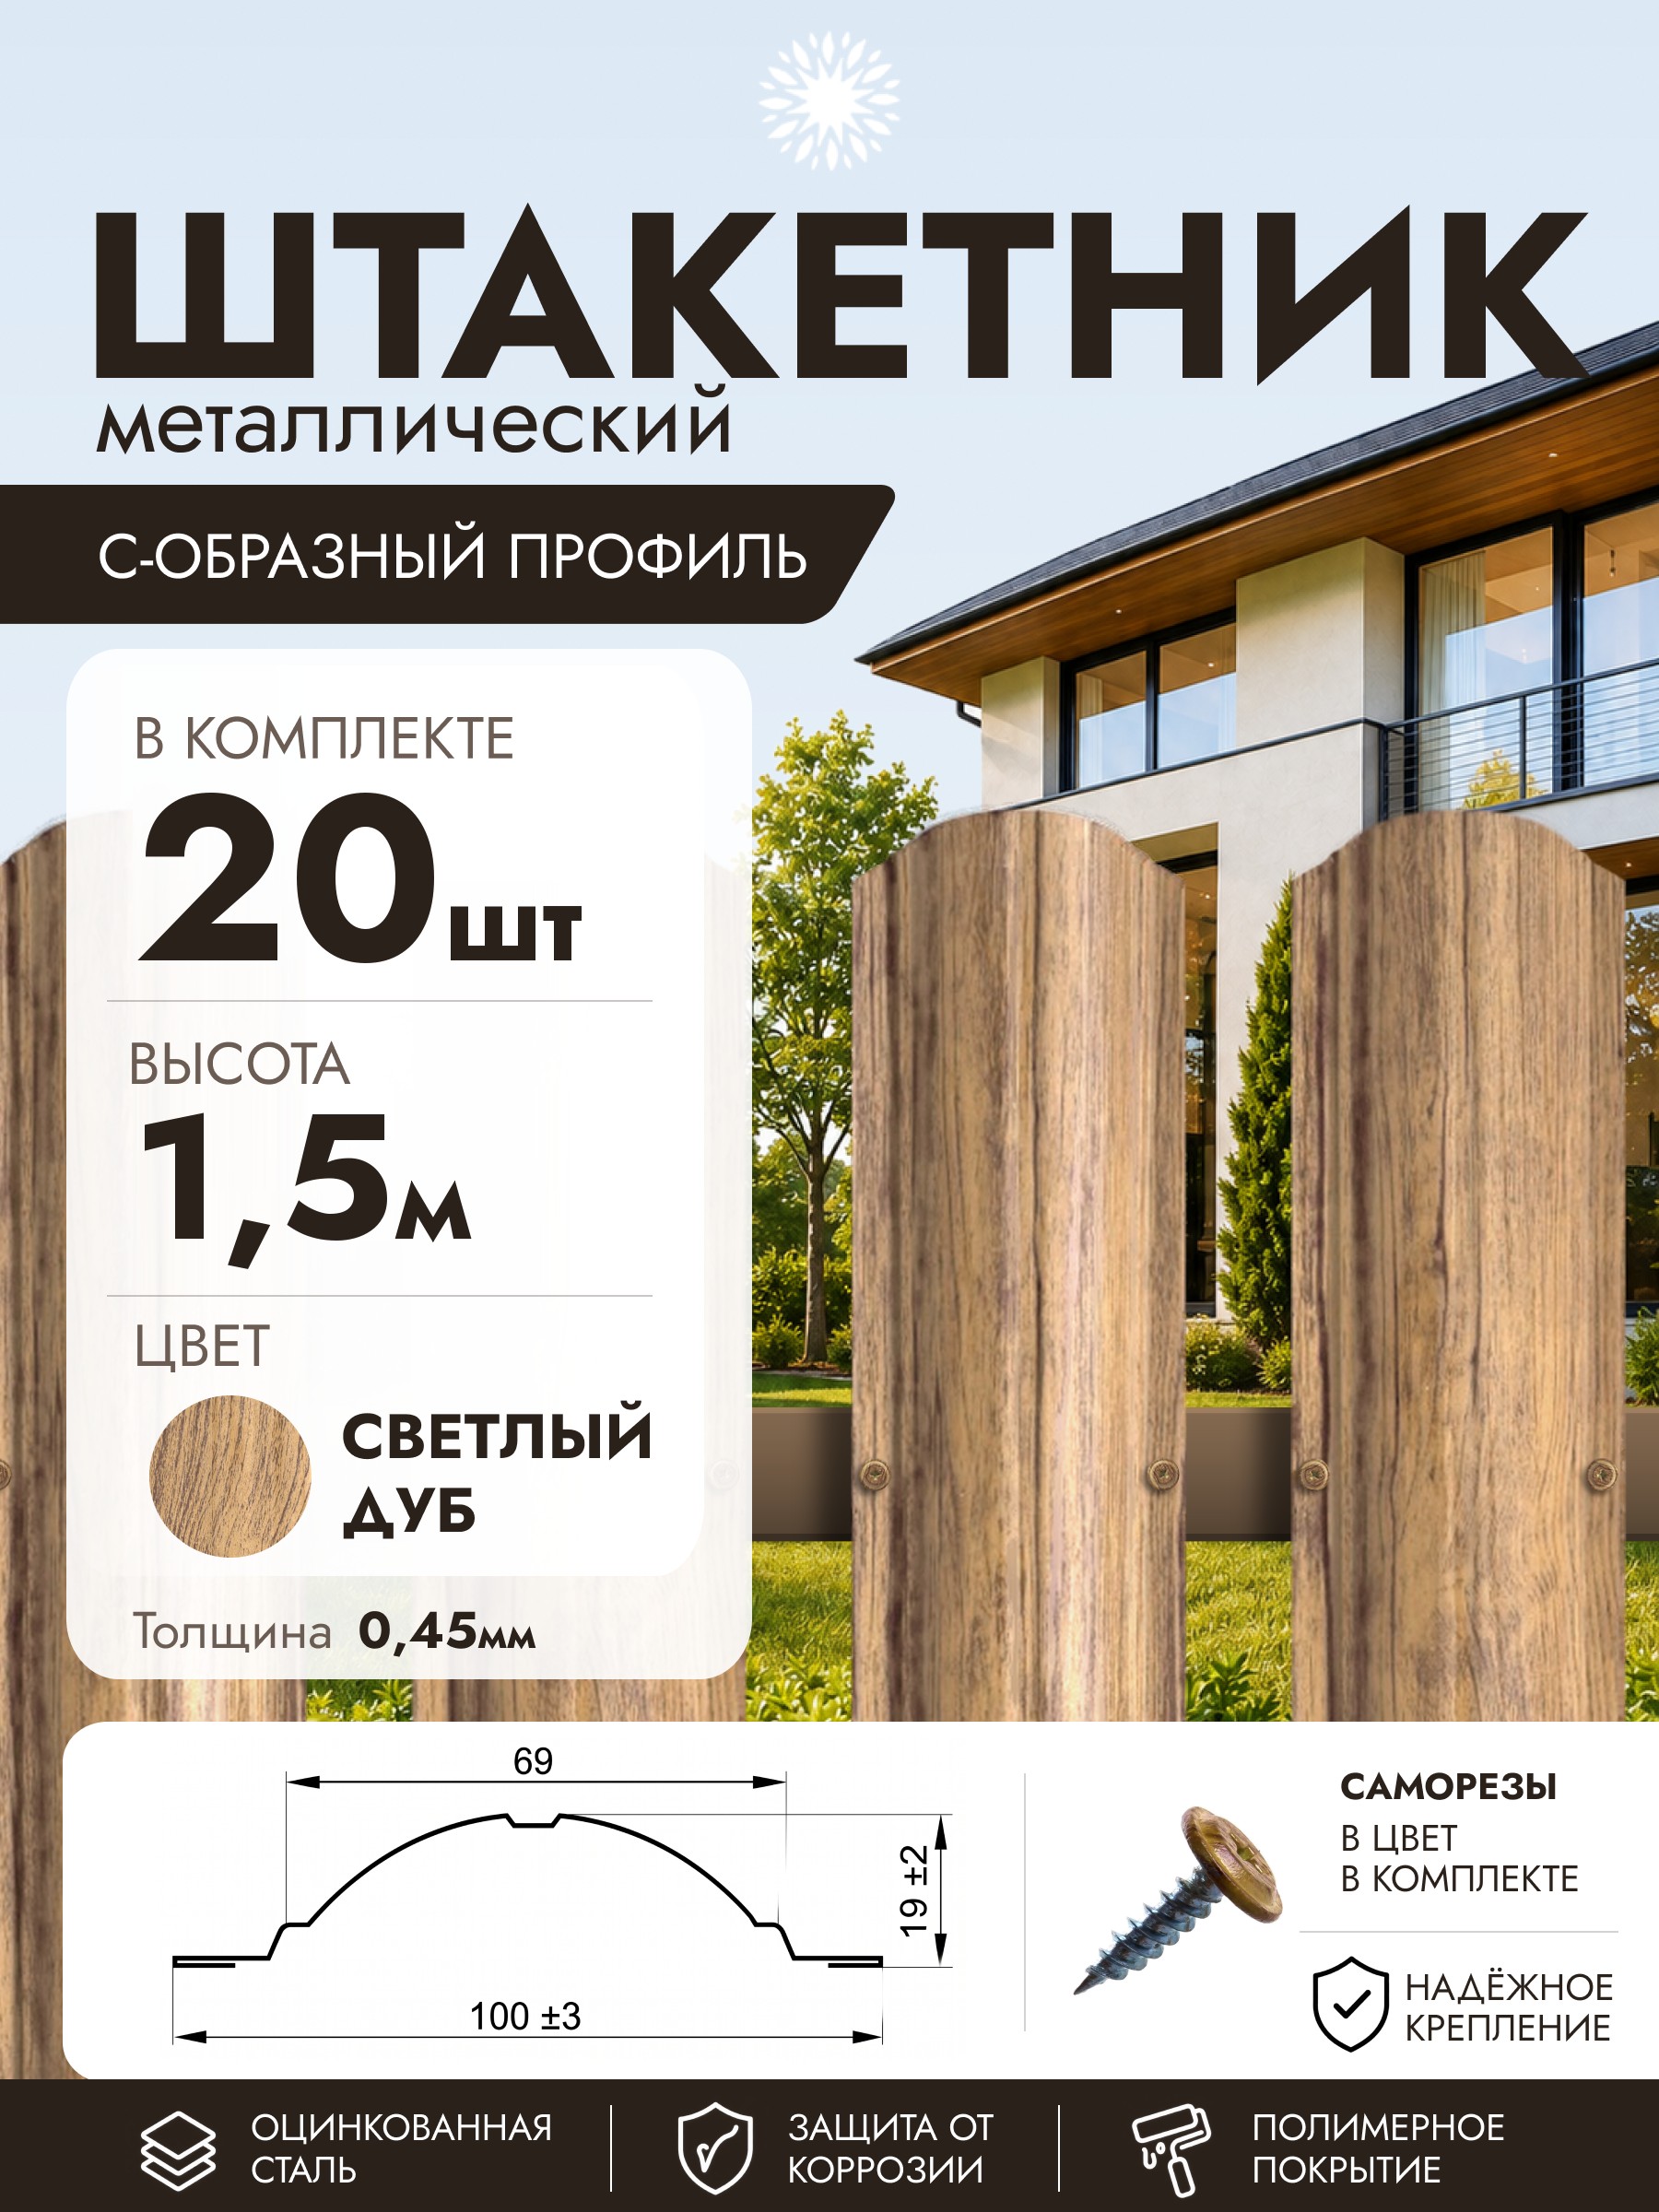 ШТАКЕТНИК
металлический
С-ОБРАЗНЫЙ ПРОФИЛЬ
В КОМПЛЕКТЕ
20шт
ВЫСОТА
1,5м
ЦВЕТ
СВЕТЛЫЙ
ДУБ
Толщина 0,45мм
69
19 ±2
100 ±3
САМОРЕЗЫ
В ЦВЕТ
В КОМПЛЕКТЕ
НАДЁЖНОЕ
КРЕПЛЕНИЕ
ОЦИНКОВАННАЯ
СТАЛЬ
ЗАЩИТА ОТ
КОРРОЗИИ
ПОЛИМЕРНОЕ
ПОКРЫТИЕ